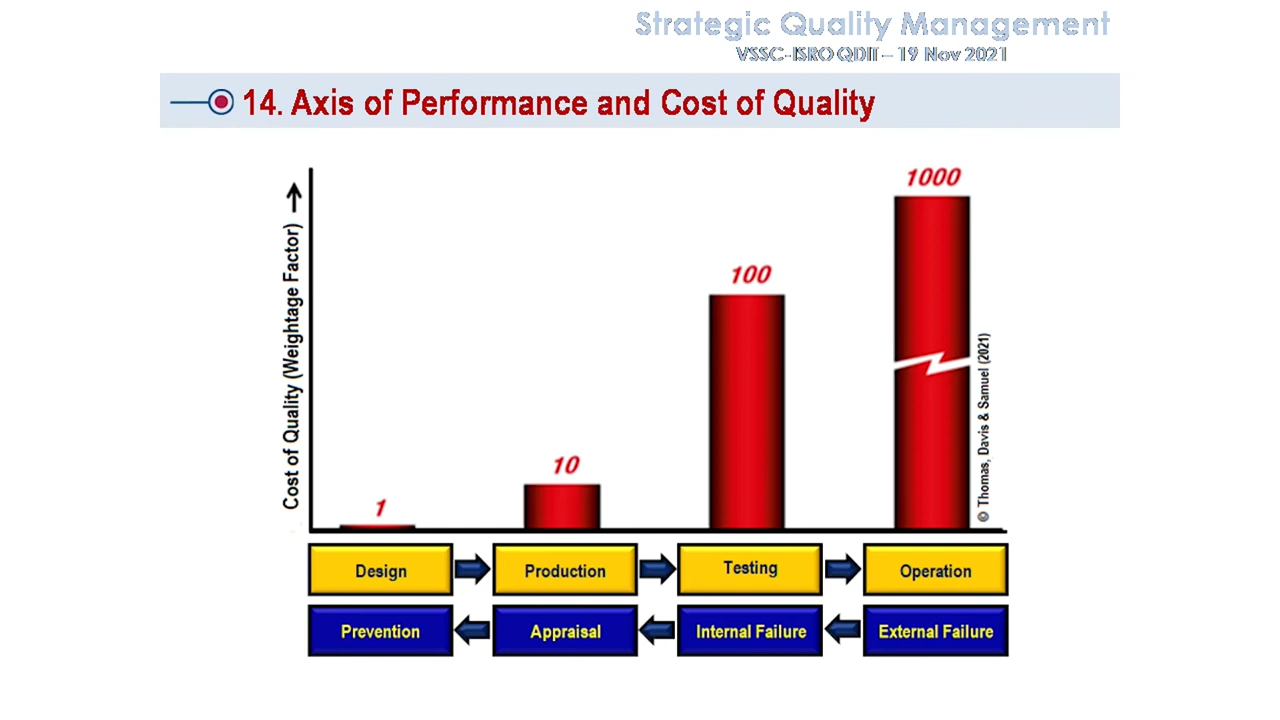 Strategic Quality Management
VSSC-ISRO QDIT – 19 Nov 2021
14. Axis of Performance and Cost of Quality
Cost of Quality (Weightage Factor)
1
10
100
1000
© Thomas, Davis & Samuel (2021)
Design
Production
Testing
Operation
Prevention
Appraisal
Internal Failure
External Failure